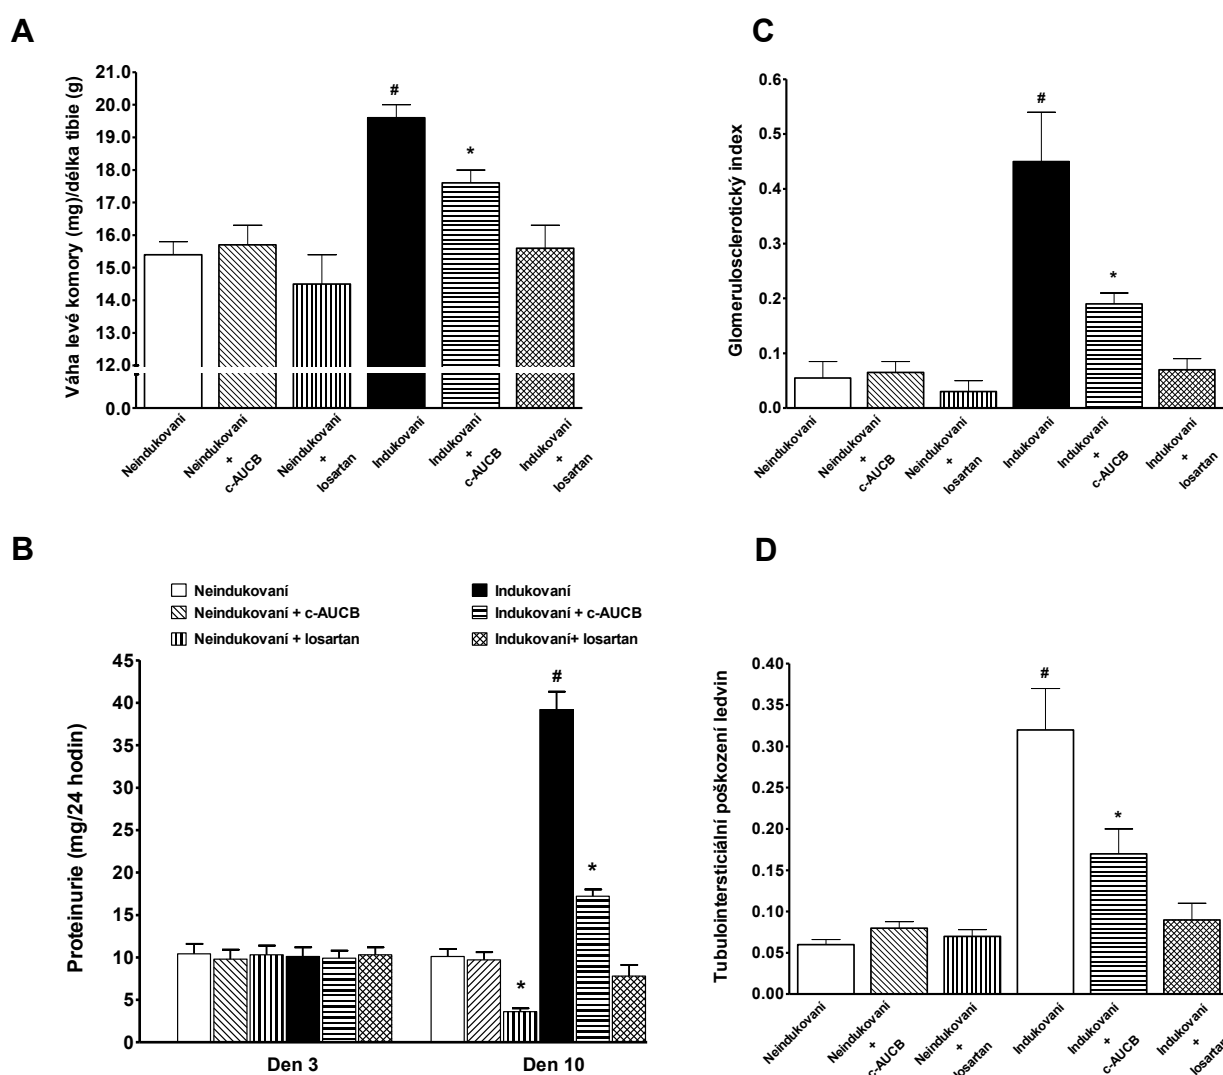 A
Váha levé komory (mg)/délka tibie (g)
21.0
20.0
19.0
18.0
17.0
16.0
15.0
14.0
13.0
12.0
0.0
#
*
Neindukovaní
Neindukovaní + c-AUCB
Neindukovaní + losartan
Indukovaní
Indukovaní + c-AUCB
Indukovaní + losartan
C
Glomerulosclerotický index
0.6
0.5
0.4
0.3
0.2
0.1
0.0
#
*
Neindukovaní
Neindukovaní + c-AUCB
Neindukovaní + losartan
Indukovaní
Indukovaní + c-AUCB
Indukovaní + losartan
B
Neindukovaní
Neindukovaní + c-AUCB
Neindukovaní + losartan
Indukovaní
Indukovaní + c-AUCB
Indukovaní+ losartan
Proteinurie (mg/24 hodin)
45
40
35
30
25
20
15
10
5
0
*
#
*
Den 3
Den 10
D
Tubulointersticiální poškození ledvin
0.40
0.35
0.30
0.25
0.20
0.15
0.10
0.05
0.00
#
*
Neindukovaní
Neindukovaní + c-AUCB
Neindukovaní + losartan
Indukovaní
Indukovaní + c-AUCB
Indukovaní + losartan